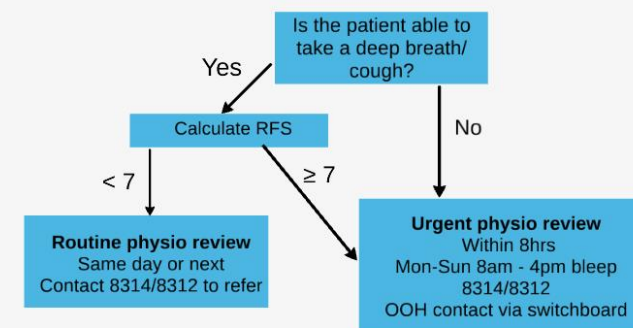 Is the patient able to
take a deep breath/
cough?
Yes
No
Calculate RFS
< 7
≥ 7
Routine physio review
Same day or next
Contact 8314/8312 to refer
Urgent physio review
Within 8hrs
Mon-Sun 8am - 4pm bleep
8314/8312
OOH contact via switchboard